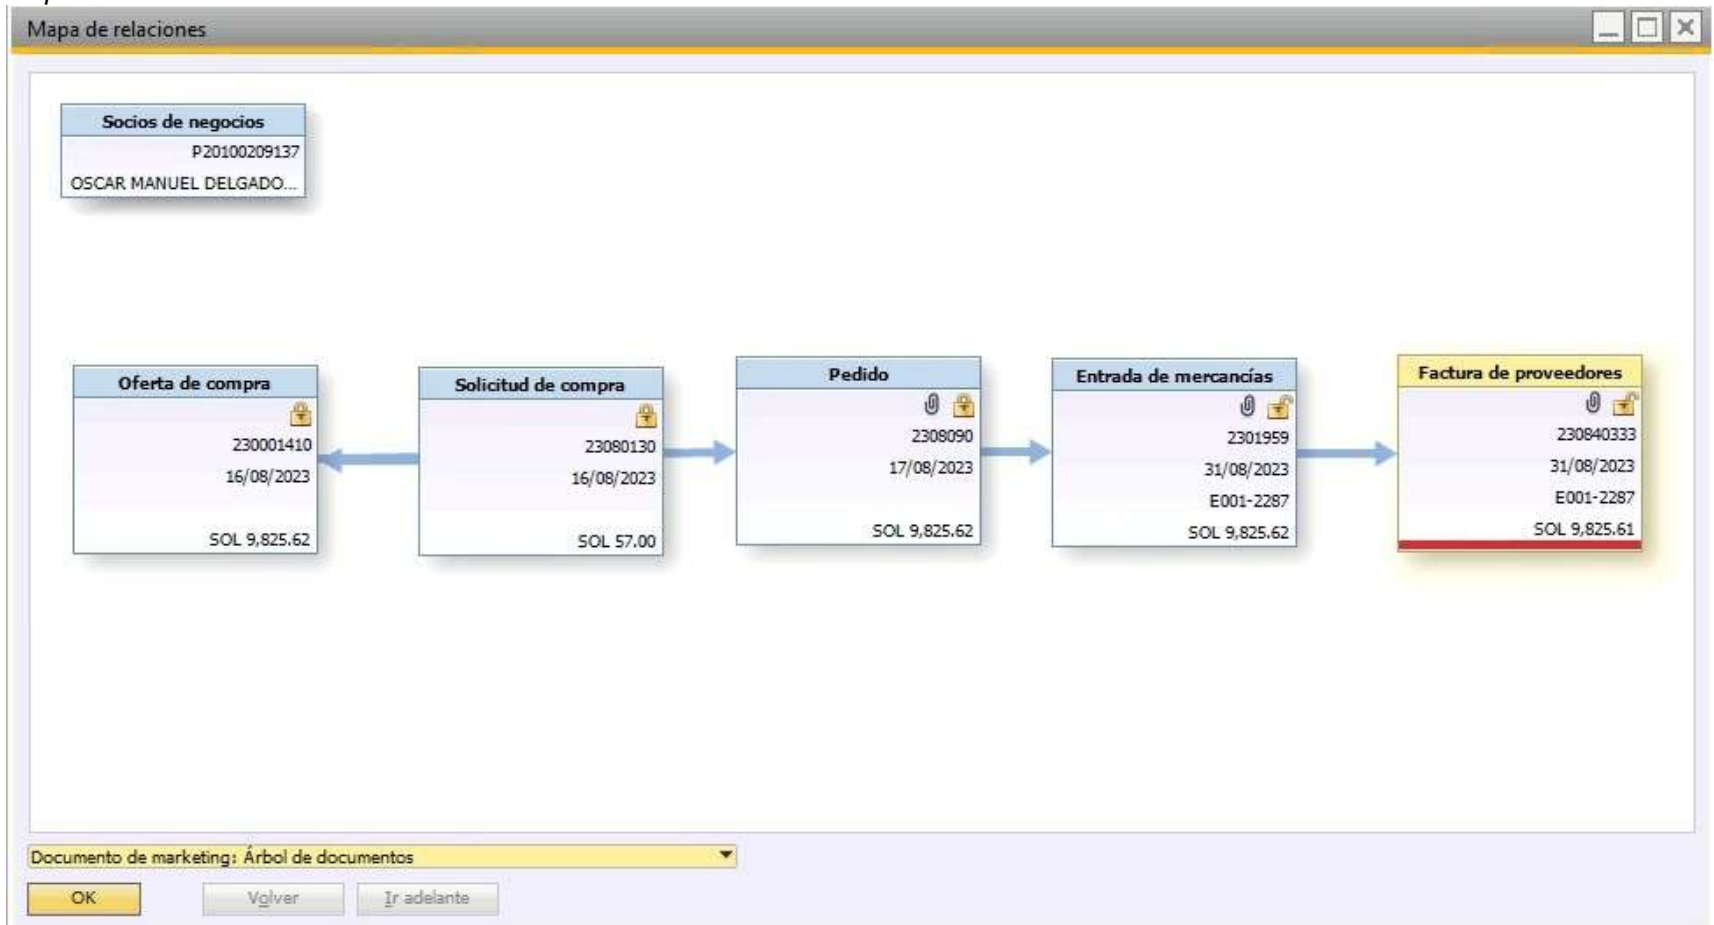 Mapa de relaciones
Socios de negocios
P20100209137
OSCAR MANUEL DELGADO...
Oferta de compra
230001410
16/08/2023
SOL 9,825.62
Solicitud de compra
23080130
16/08/2023
SOL 57.00
Pedido
2308090
17/08/2023
SOL 9,825.62
Entrada de mercancías
2301959
31/08/2023
E001-2287
SOL 9,825.62
Factura de proveedores
230840333
31/08/2023
E001-2287
SOL 9,825.61
Documento de marketing: Árbol de documentos
OK
Volver
Ir adelante